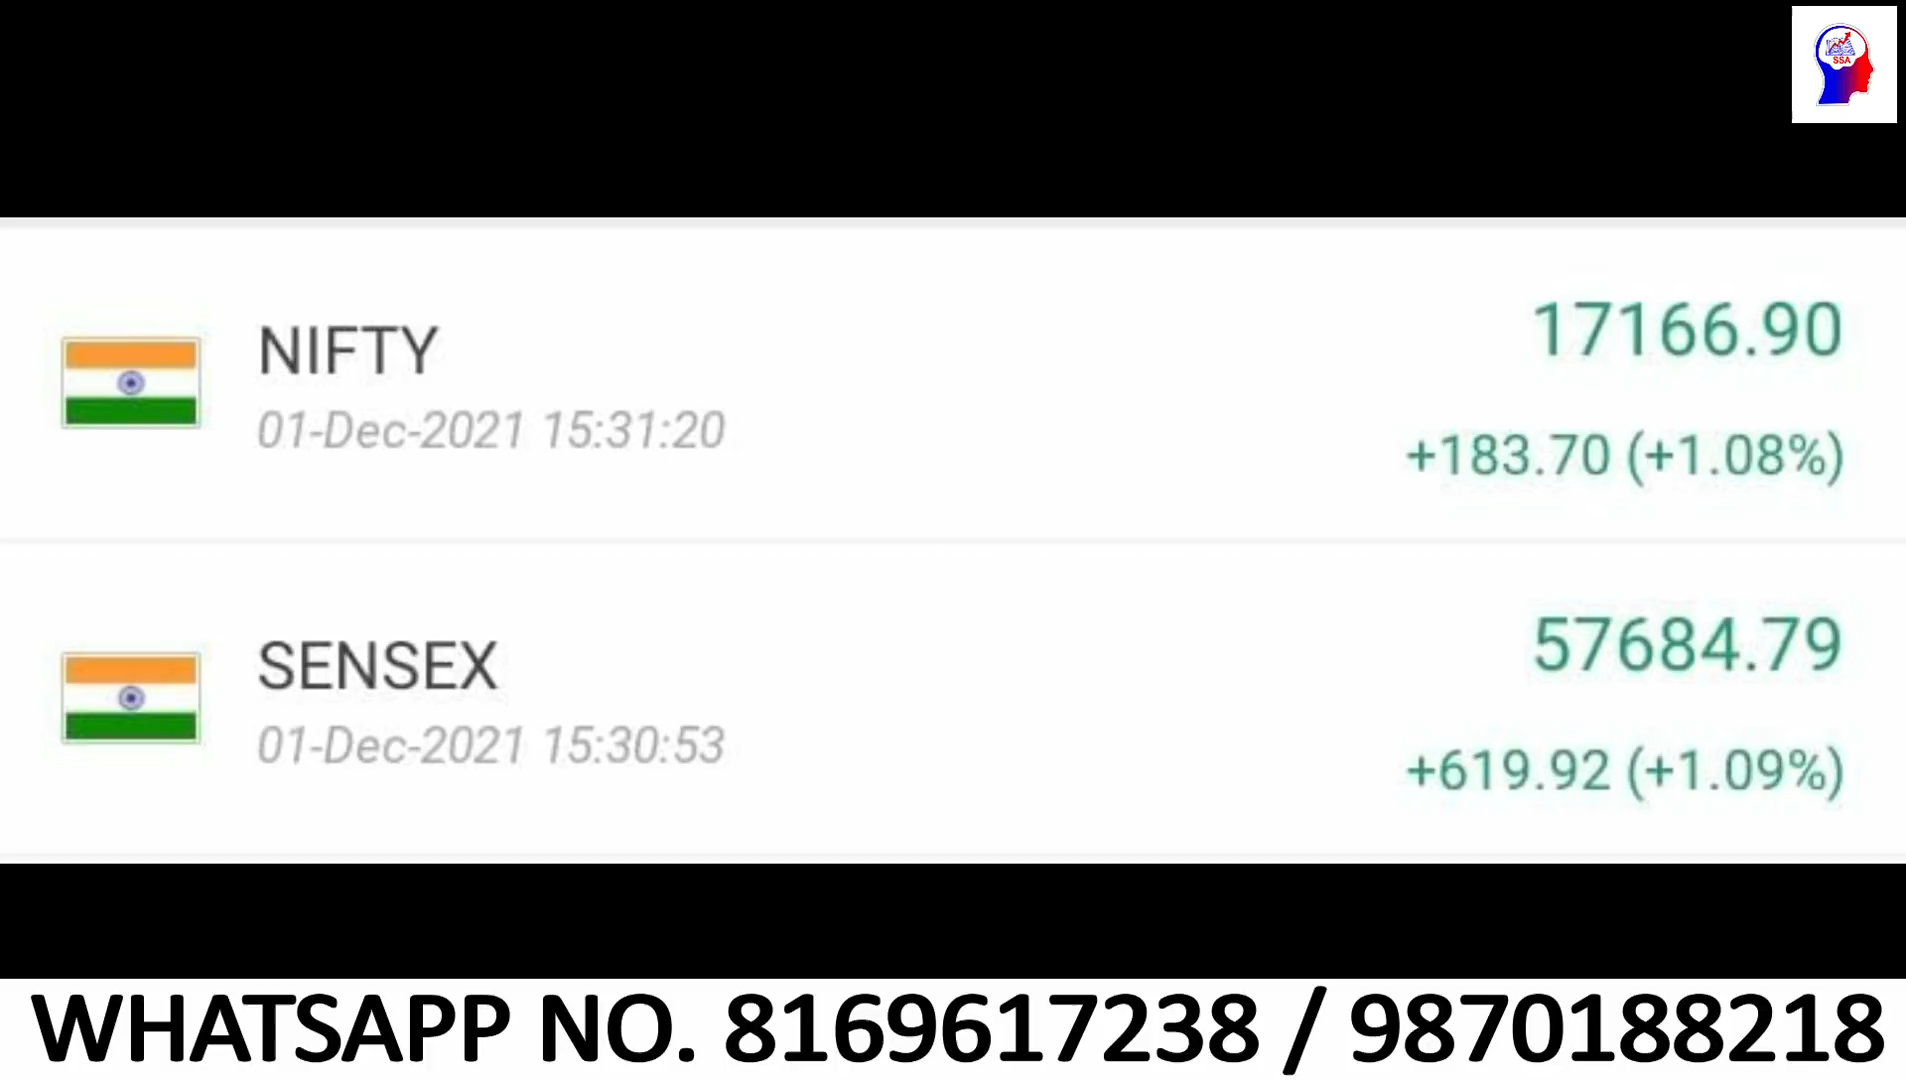 SSA
NIFTY
17166.90
01-Dec-2021 15:31:20
+183.70 (+1.08%)
SENSEX
57684.79
01-Dec-2021 15:30:53
+619.92 (+1.09%)
WHATSAPP NO. 8169617238 / 9870188218